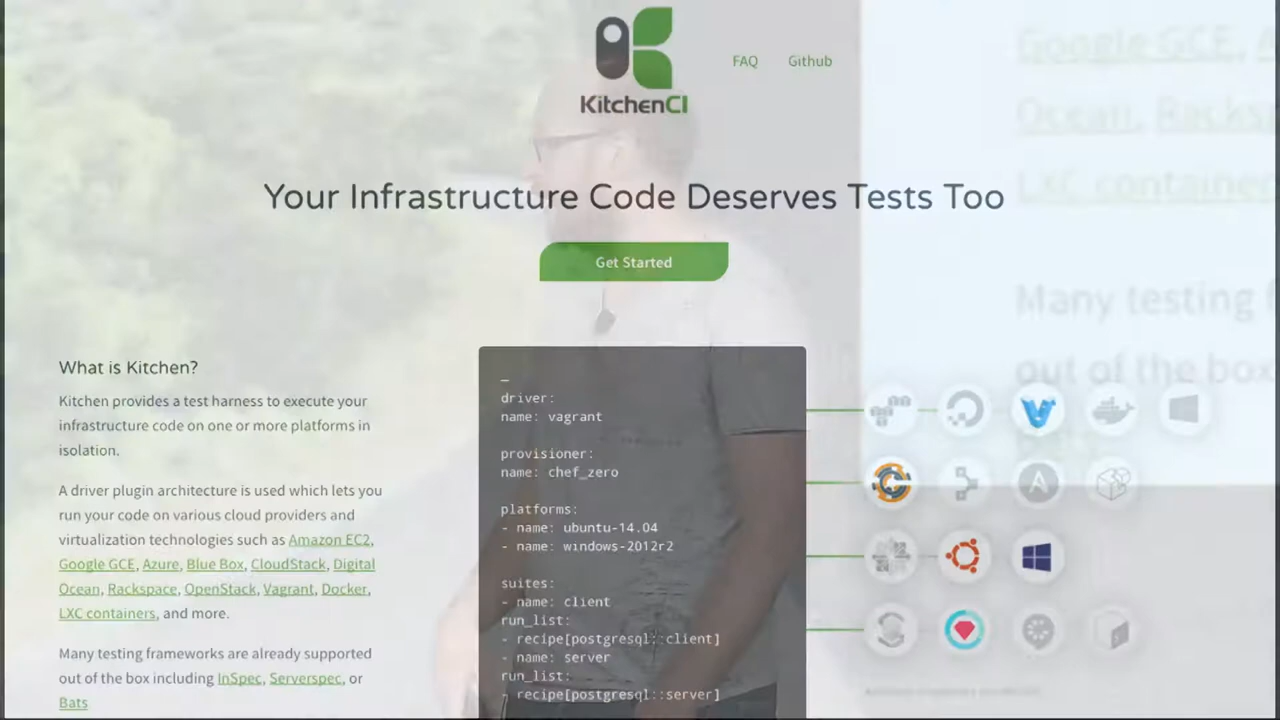 KitchenCI
FAQ
Github
Your Infrastructure Code Deserves Tests Too
Get Started
What is Kitchen?
Kitchen provides a test harness to execute your
infrastructure code on one or more platforms in
isolation.
A driver plugin architecture is used which lets you
run your code on various cloud providers and
virtualization technologies such as Amazon EC2,
Google GCE, Azure, Blue Box, CloudStack, Digital
Ocean, Rackspace, OpenStack, Vagrant, Docker,
LXC containers, and more.
Many testing frameworks are already supported
out of the box including InSpec, Serverspec, or
Bats
_
driver:
name: vagrant
provisioner:
name: chef_zero
platforms:
- name: ubuntu-14.04
- name: windows-2012r2
suites:
- name: client
run_list:
- recipe[postgresql::client]
- name: server
run_list:
- recipe[postgresql::server]
Google GCE,
Ocean,
LXC
Many testing
out of the box